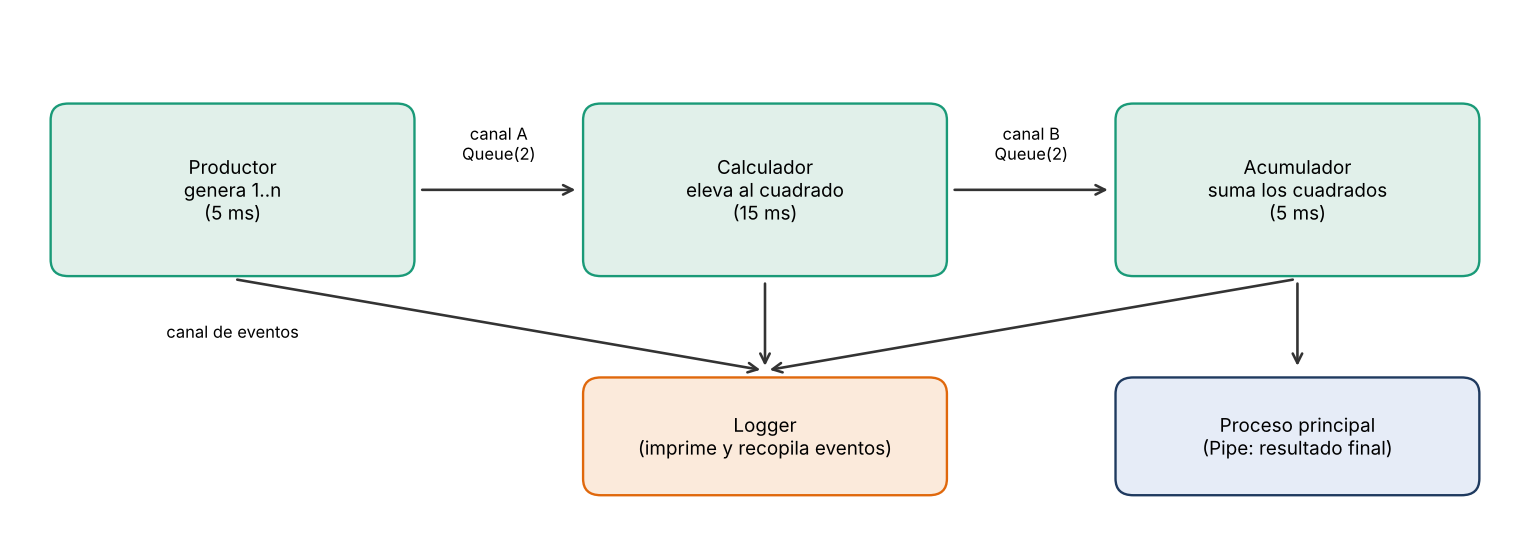 Productor
genera 1..n
(5 ms)
canal A
Queue(2)
Calculador
eleva al cuadrado
(15 ms)
canal B
Queue(2)
Acumulador
suma los cuadrados
(5 ms)
canal de eventos
Logger
(imprime y recopila eventos)
Proceso principal
(Pipe: resultado final)